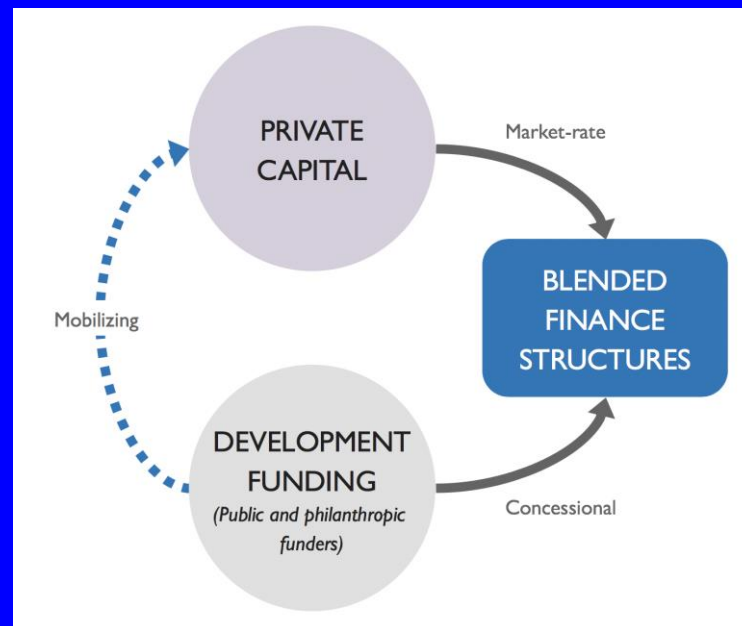 PRIVATE
CAPITAL
Market-rate
BLENDED
FINANCE
STRUCTURES
Mobilizing
DEVELOPMENT
FUNDING
(Public and philanthropic
funders)
Concessional